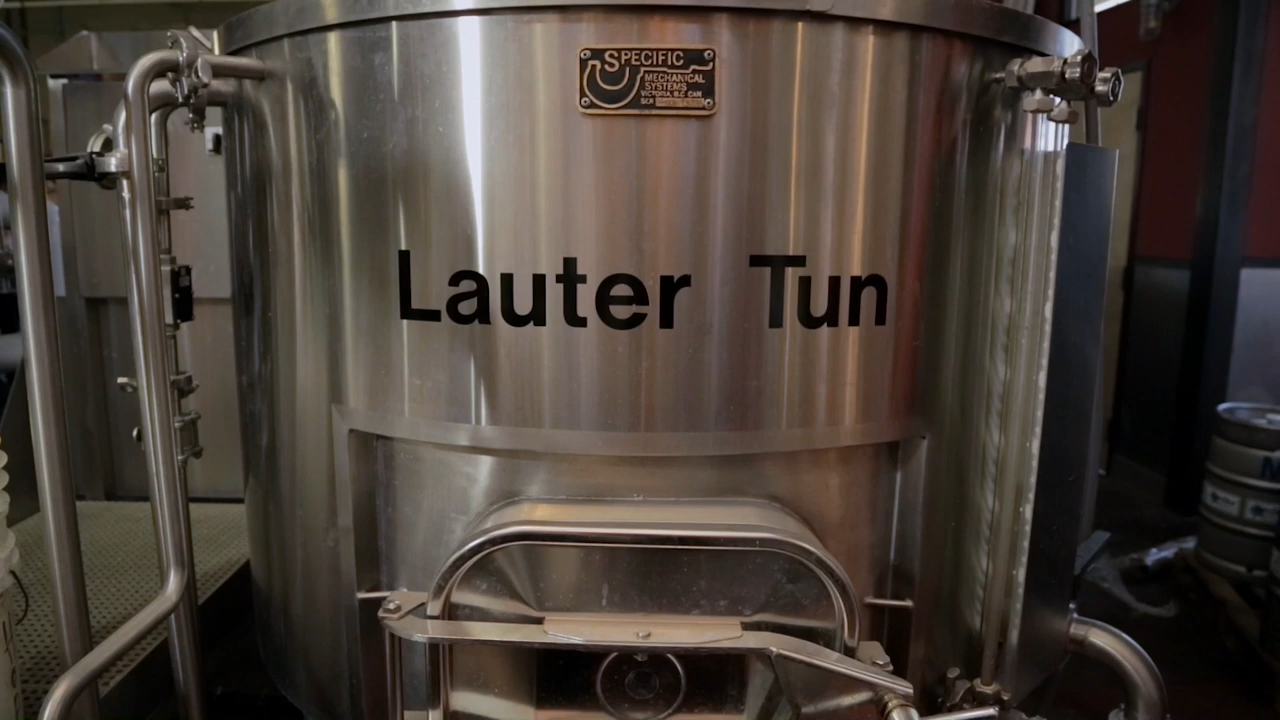 SPECIFIC
MECHANICAL
SYSTEMS
VICTORIA, B.C. CAN
Lauter Tun